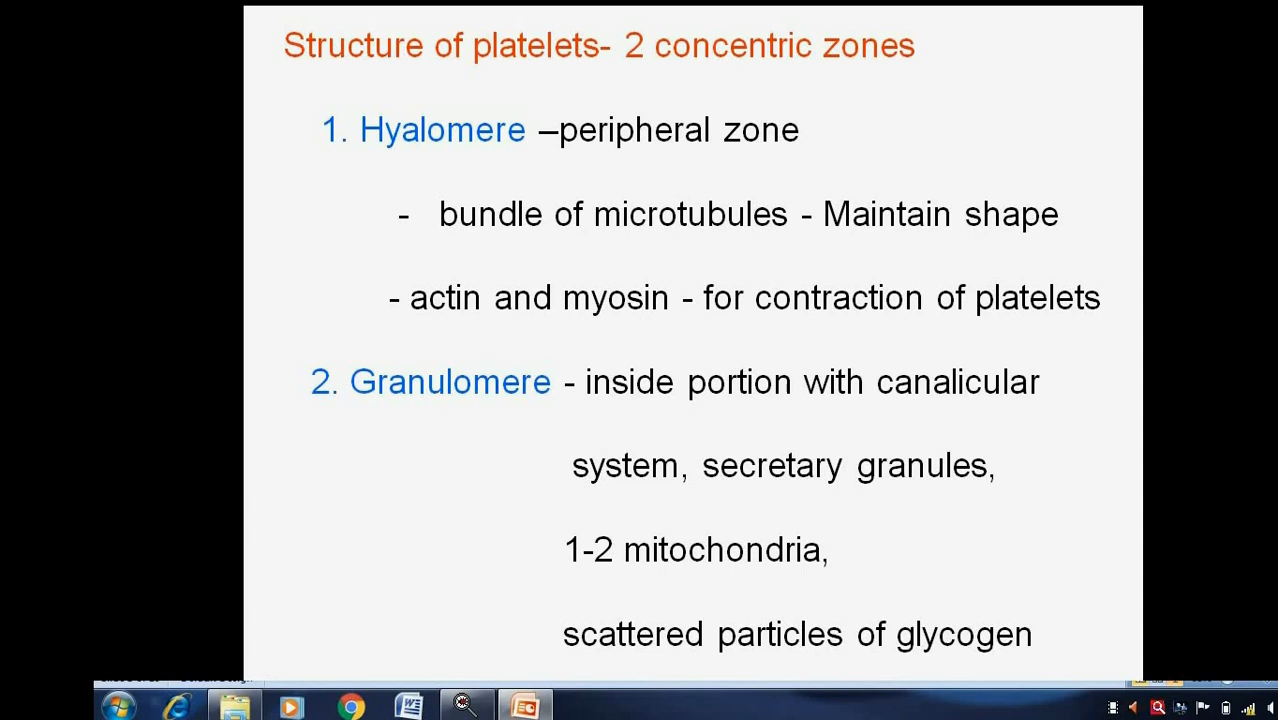 Structure of platelets- 2 concentric zones
1. Hyalomere –peripheral zone
- bundle of microtubules - Maintain shape
- actin and myosin - for contraction of platelets
2. Granulomere - inside portion with canalicular
system, secretary granules,
1-2 mitochondria,
scattered particles of glycogen